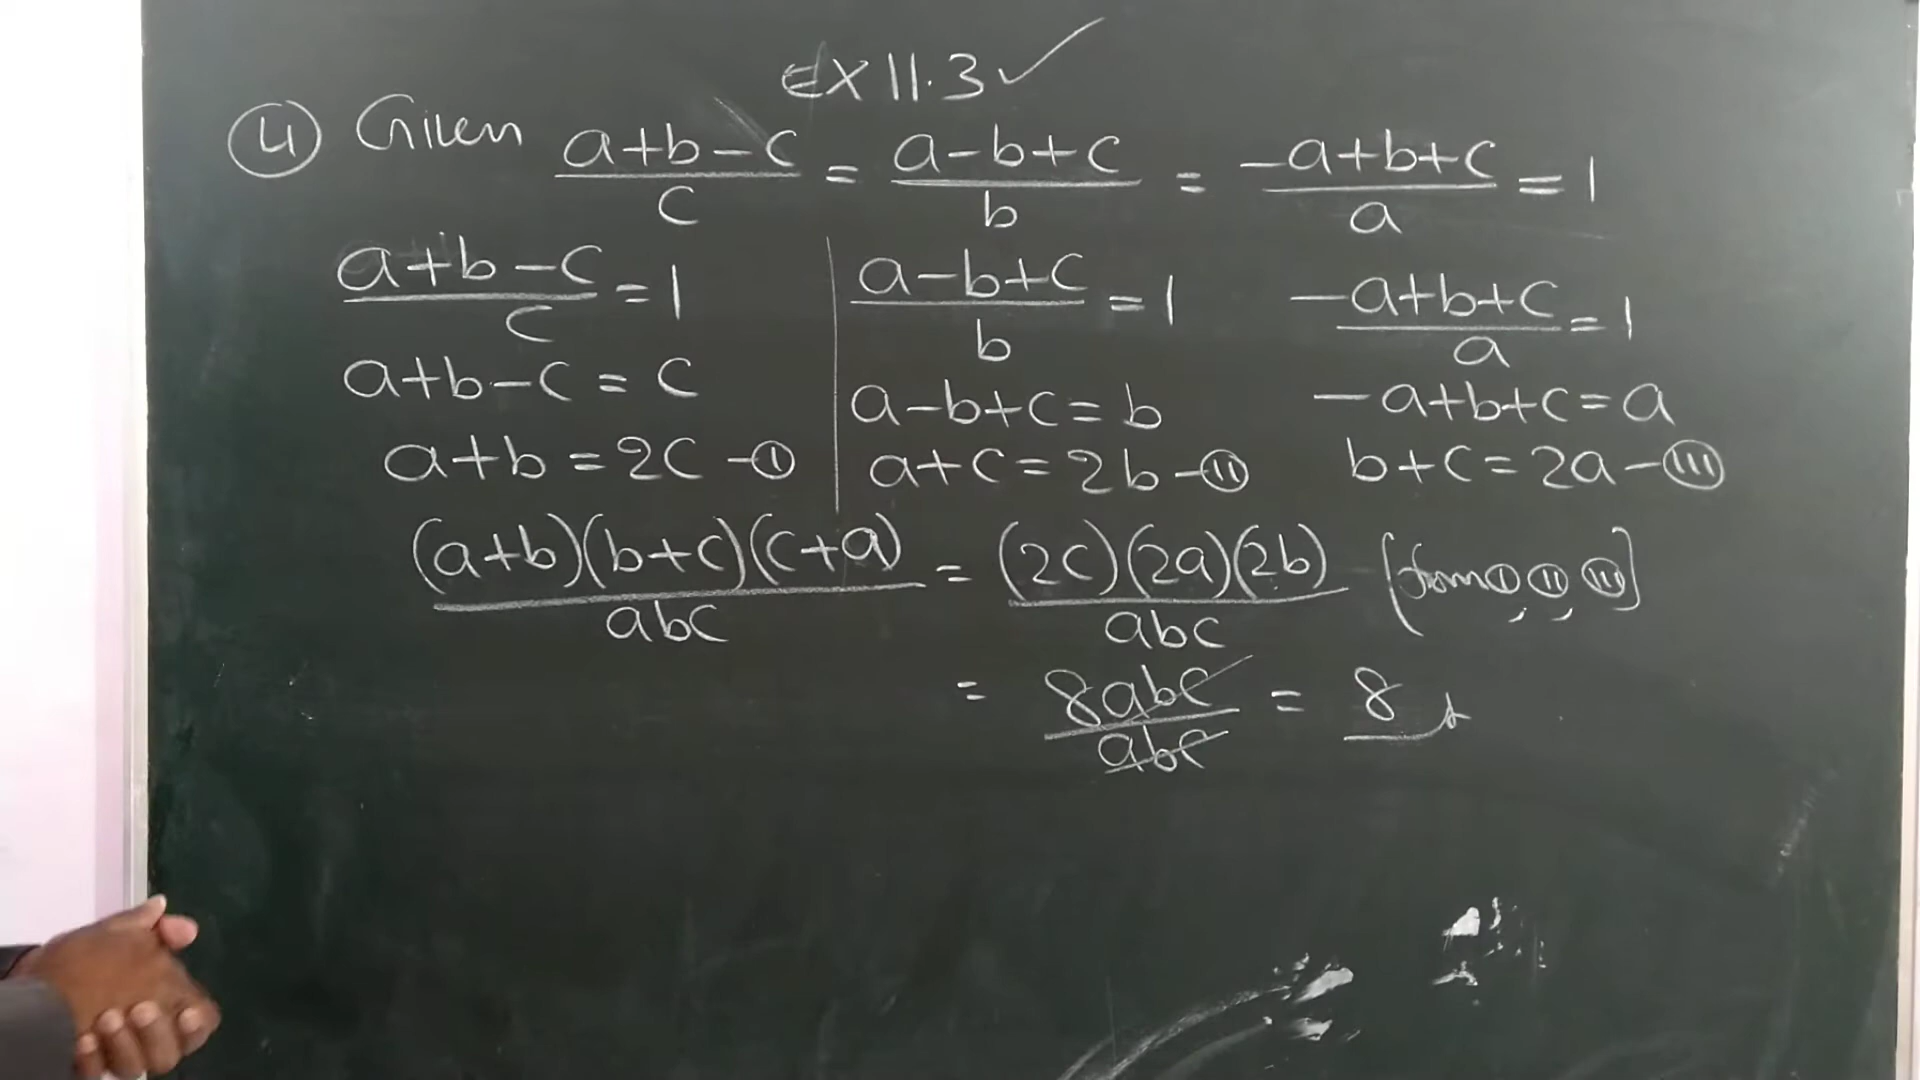 EX 11.3 ✓
④ Given (a+b-c)/c = (a-b+c)/b = (-a+b+c)/a = 1
(a+b-c)/c = 1
a+b-c = c
a+b = 2c - Ⓘ
(a-b+c)/b = 1
a-b+c = b
a+c = 2b - (II)
(-a+b+c)/a = 1
-a+b+c = a
b+c = 2a - (III)
(a+b)(b+c)(c+a)/abc = (2c)(2a)(2b)/abc [from Ⓘ, (II), (III)]
= 8abc/abc = 8